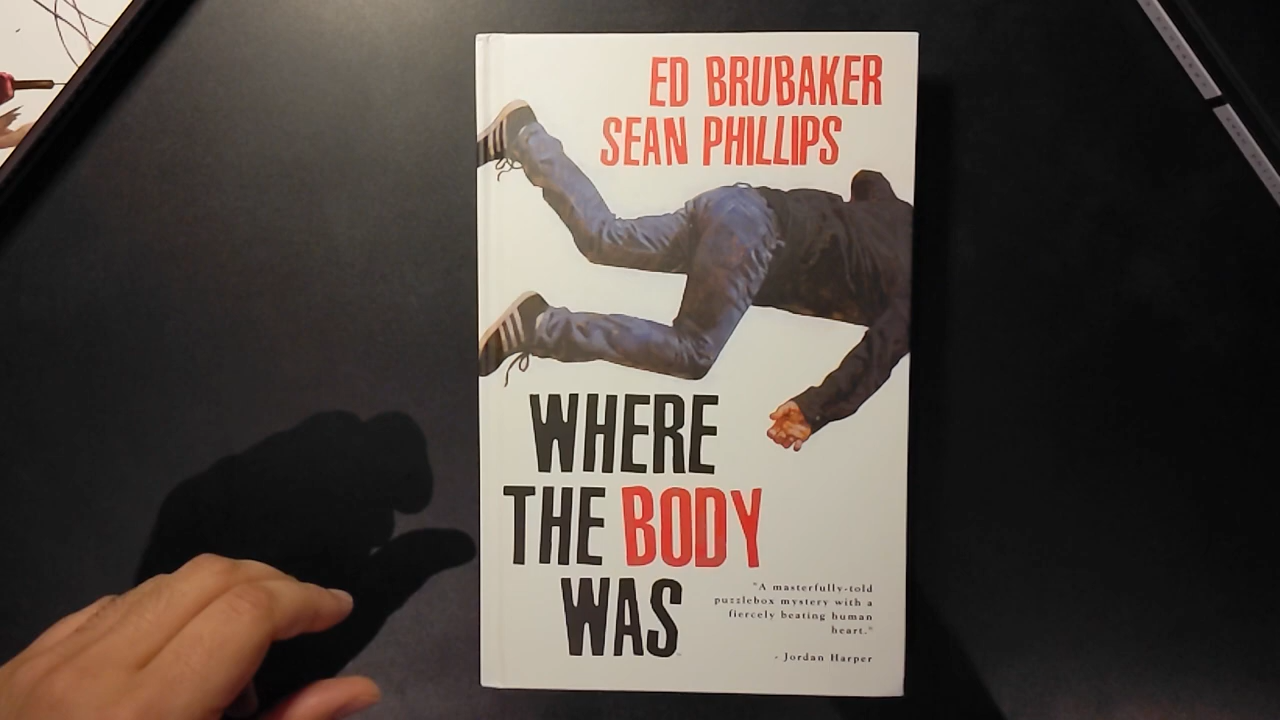 ED BRUBAKER
SEAN PHILLIPS
WHERE
THE BODY
WAS
"A masterfully-told
puzzlebox mystery with a
fiercely beating human
heart."
- Jordan Harper